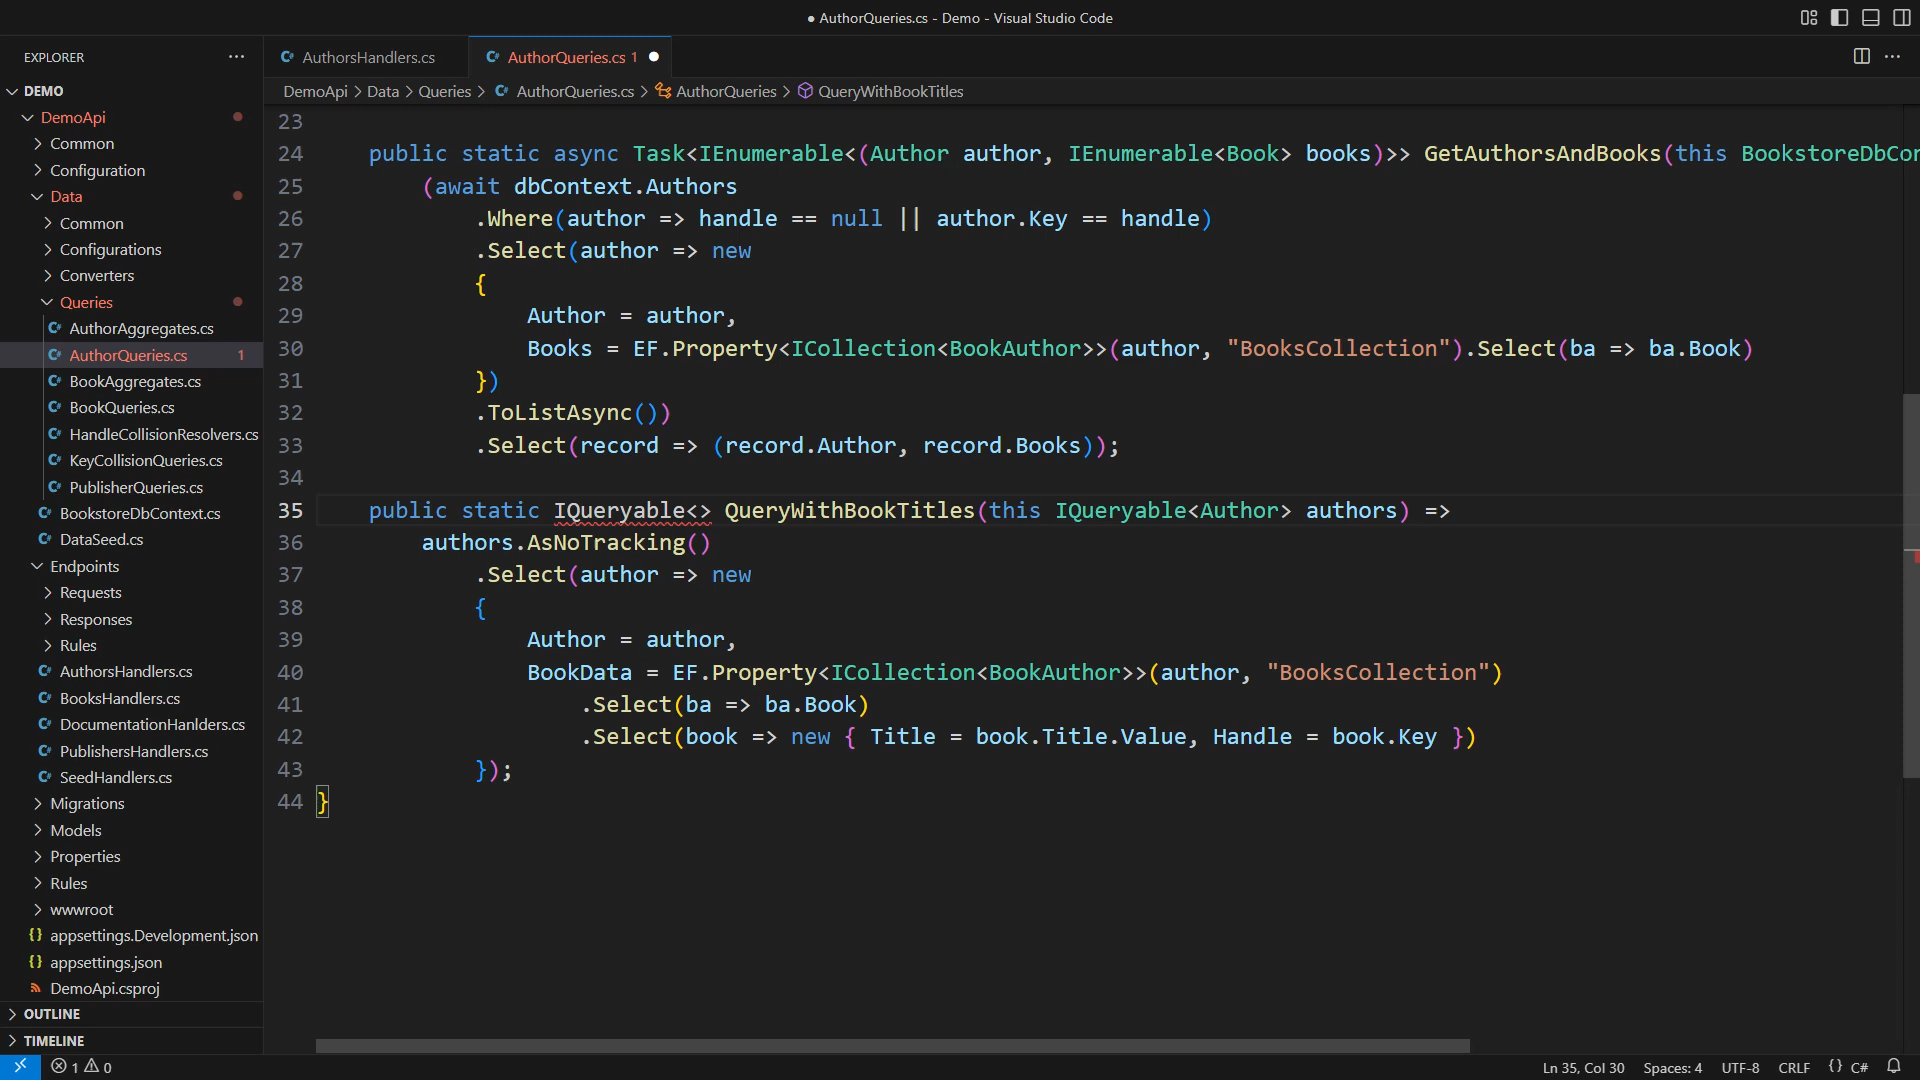 ● AuthorQueries.cs - Demo - Visual Studio Code
EXPLORER
DEMO
DemoApi
Common
Configuration
Data
Common
Configurations
Converters
Queries
AuthorAggregates.cs
AuthorQueries.cs 1
BookAggregates.cs
BookQueries.cs
HandleCollisionResolvers.cs
KeyCollisionQueries.cs
PublisherQueries.cs
BookstoreDbContext.cs
DataSeed.cs
Endpoints
Requests
Responses
Rules
AuthorsHandlers.cs
BooksHandlers.cs
DocumentationHanlders.cs
PublishersHandlers.cs
SeedHandlers.cs
Migrations
Models
Properties
Rules
wwwroot
appsettings.Development.json
appsettings.json
DemoApi.csproj
OUTLINE
TIMELINE
AuthorsHandlers.cs
AuthorQueries.cs 1 ●
DemoApi > Data > Queries > AuthorQueries.cs > AuthorQueries > QueryWithBookTitles
23
24 public static async Task<IEnumerable<(Author author, IEnumerable<Book> books)>> GetAuthorsAndBooks(this BookstoreDbCon
25 (await dbContext.Authors
26 .Where(author => handle == null || author.Key == handle)
27 .Select(author => new
28 {
29 Author = author,
30 Books = EF.Property<ICollection<BookAuthor>>(author, "BooksCollection").Select(ba => ba.Book)
31 })
32 .ToListAsync())
33 .Select(record => (record.Author, record.Books));
34
35 public static IQueryable<> QueryWithBookTitles(this IQueryable<Author> authors) =>
36 authors.AsNoTracking()
37 .Select(author => new
38 {
39 Author = author,
40 BookData = EF.Property<ICollection<BookAuthor>>(author, "BooksCollection")
41 .Select(ba => ba.Book)
42 .Select(book => new { Title = book.Title.Value, Handle = book.Key })
43 });
44 }
1 0
Ln 35, Col 30 Spaces: 4 UTF-8 CRLF {} C#